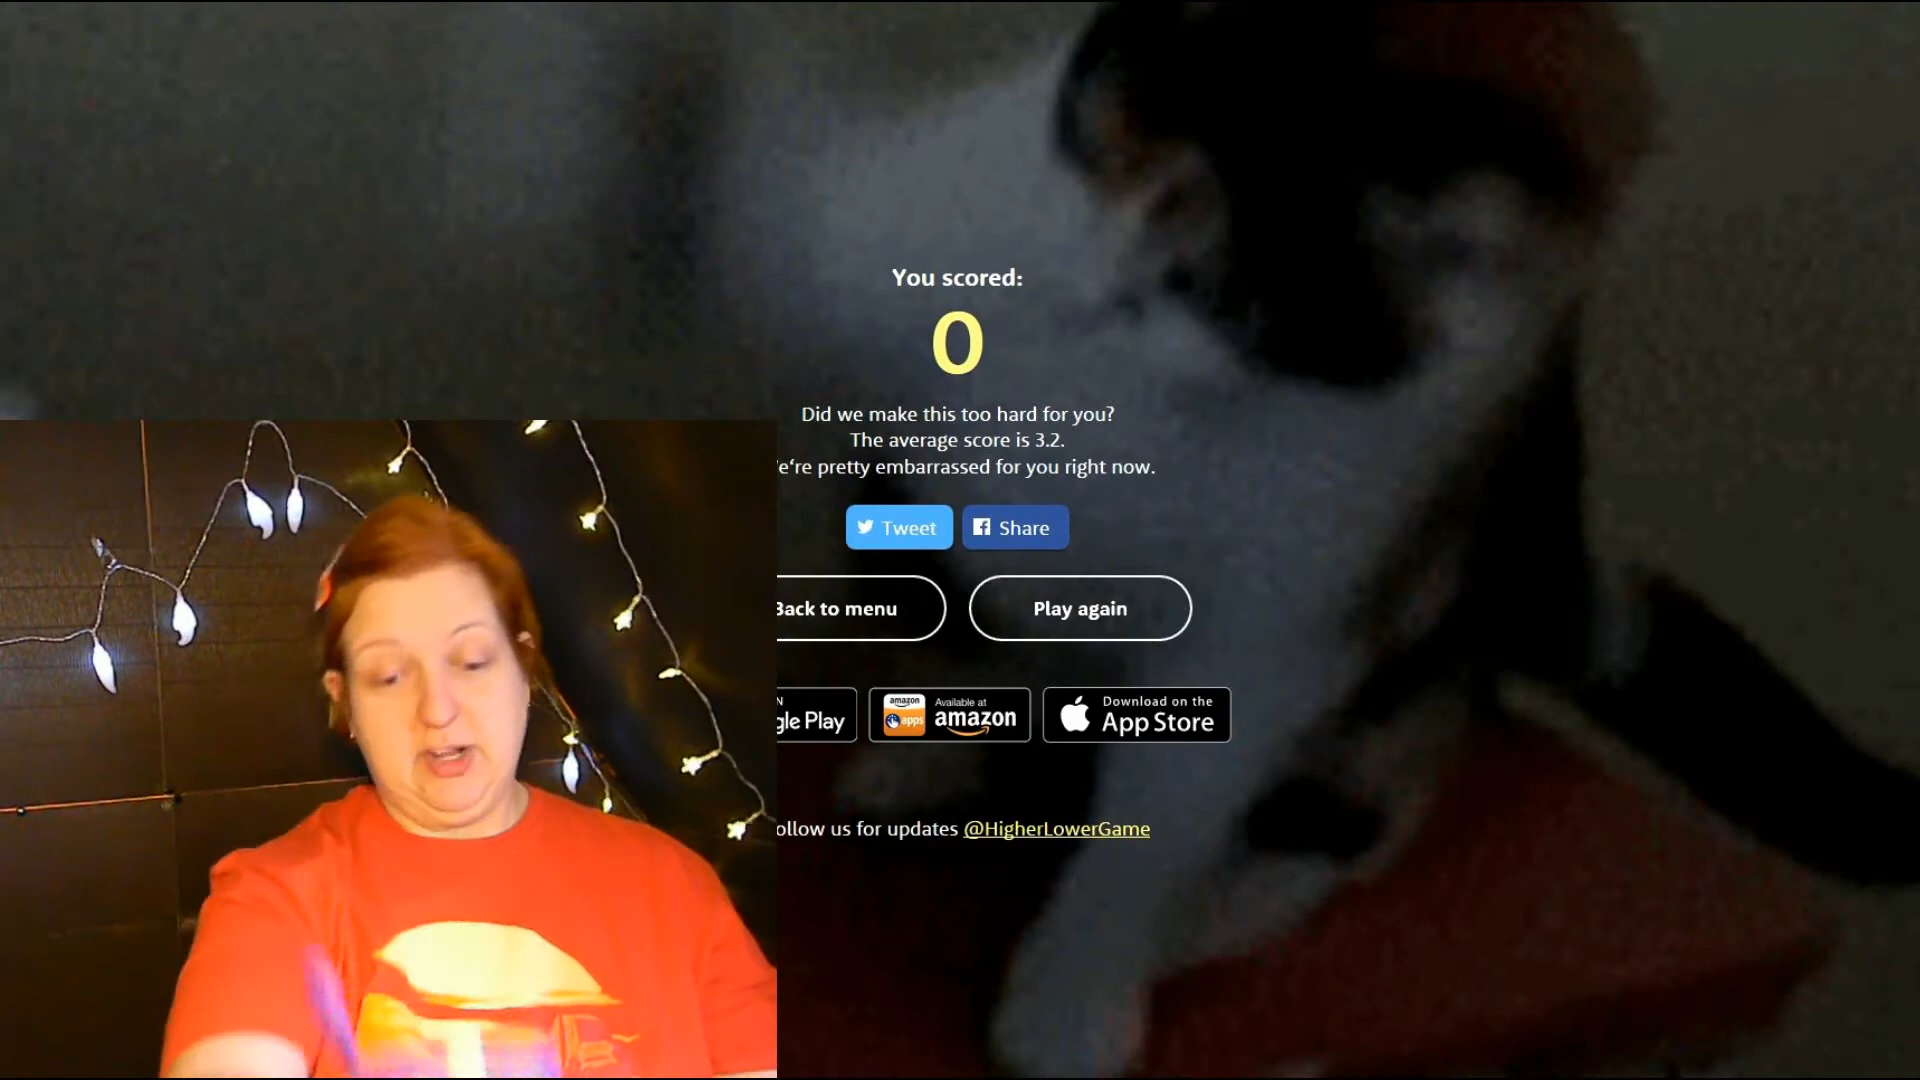 You scored:
0
Did we make this too hard for you?
The average score is 3.2.
e're pretty embarrassed for you right now.
Tweet
Share
Back to menu
Play again
N
gle Play
amazon
apps
Available at
amazon
Download on the
App Store
ollow us for updates @HigherLowerGame